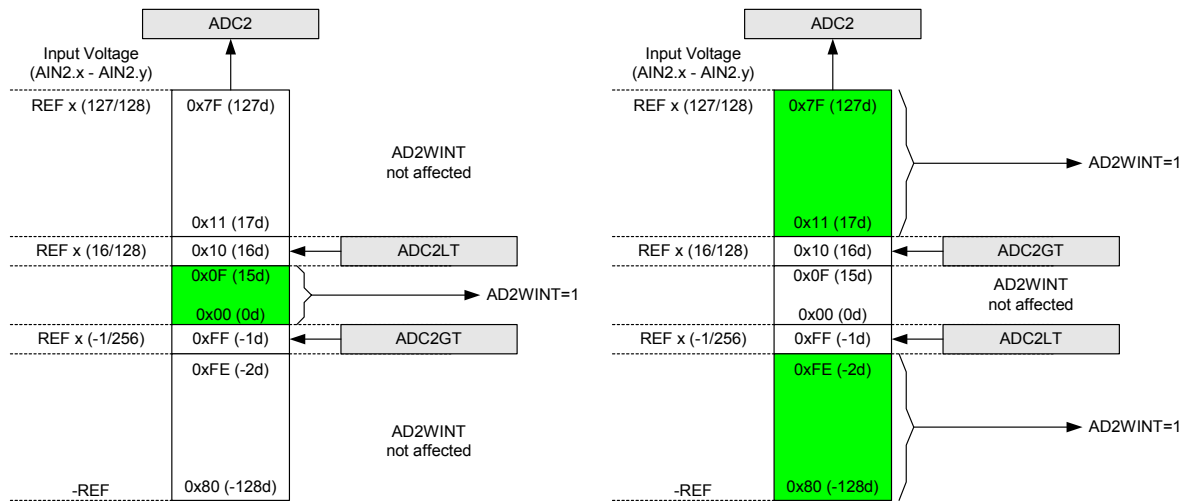 ADC2
Input Voltage
(AIN2.x - AIN2.y)
REF x (127/128)
0x7F (127d)
AD2WINT
not affected
0x11 (17d)
REF x (16/128)
0x10 (16d)
ADC2LT
0x0F (15d)
AD2WINT=1
0x00 (0d)
REF x (-1/256)
0xFF (-1d)
ADC2GT
0xFE (-2d)
AD2WINT
not affected
-REF
0x80 (-128d)
ADC2
Input Voltage
(AIN2.x - AIN2.y)
REF x (127/128)
0x7F (127d)
AD2WINT=1
0x11 (17d)
REF x (16/128)
0x10 (16d)
ADC2GT
0x0F (15d)
AD2WINT
not affected
0x00 (0d)
REF x (-1/256)
0xFF (-1d)
ADC2LT
0xFE (-2d)
AD2WINT=1
-REF
0x80 (-128d)